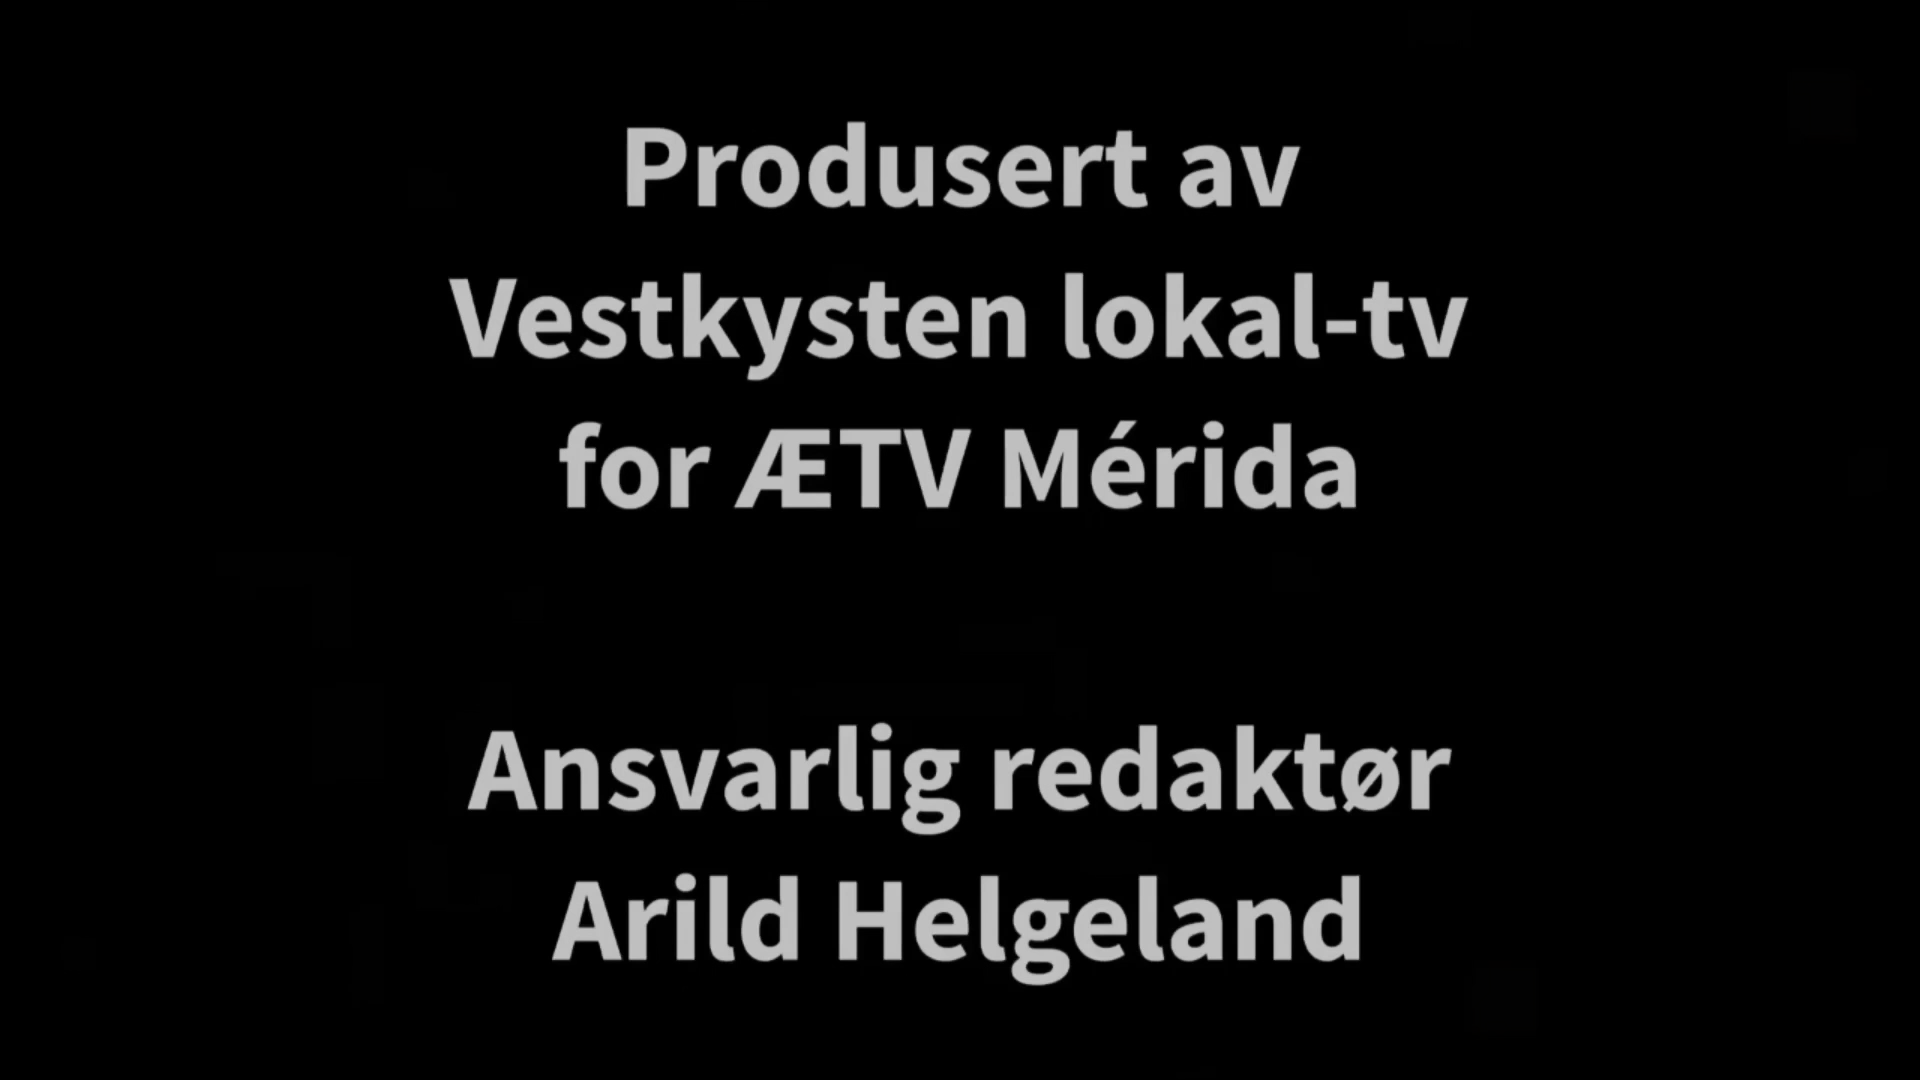 Produsert av
Vestkysten lokal-tv
for ÆTV Mérida
Ansvarlig redaktør
Arild Helgeland